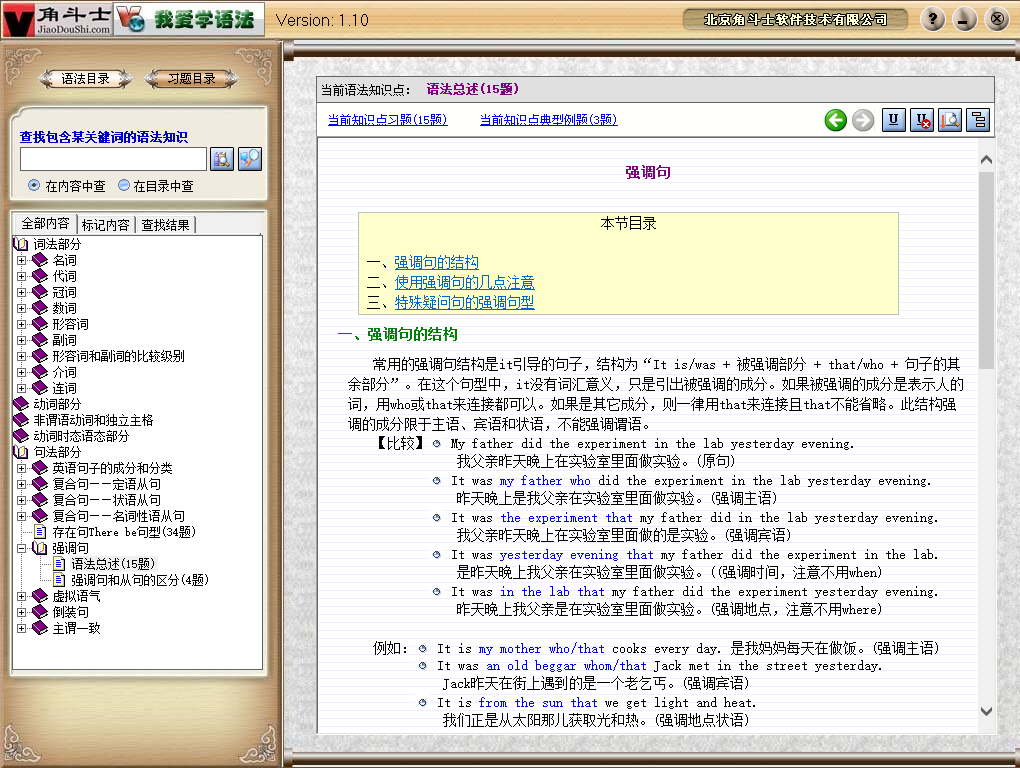 角斗士
JiaoDouShi.com
我爱学语法
Version: 1.10
北京角斗士软件技术有限公司
语法目录
习题目录
查找包含某关键词的语法知识
在内容中查
在目录中查
全部内容
标记内容
查找结果
词法部分
名词
代词
冠词
数词
形容词
副词
形容词和副词的比较级别
介词
连词
动词部分
非谓语动词和独立主格
动词时态语态部分
句法部分
英语句子的成分和分类
复合句——定语从句
复合句——状语从句
复合句——名词性语从句
存在句There be句型(34题)
强调句
语法总述(15题)
强调句和从句的区分(4题)
虚拟语气
倒装句
主谓一致
当前语法知识点： 语法总述(15题)
当前知识点习题(15题)
当前知识点典型例题(3题)
强调句
本节目录
一、强调句的结构
二、使用强调句的几点注意
三、特殊疑问句的强调句型
一、强调句的结构
常用的强调句结构是it引导的句子，结构为“It is/was + 被强调部分 + that/who + 句子的其
余部分”。在这个句型中，it没有词汇意义，只是引出被强调的成分。如果被强调的成分是表示人的
词，用who或that来连接都可以。如果是其它成分，则一律用that来连接且that不能省略。此结构强
调的成分限于主语、宾语和状语，不能强调谓语。
【比较】 My father did the experiment in the lab yesterday evening.
我父亲昨天晚上在实验室里面做实验。(原句)
It was my father who did the experiment in the lab yesterday evening.
昨天晚上是我父亲在实验室里面做实验。(强调主语)
It was the experiment that my father did in the lab yesterday evening.
我父亲昨天晚上在实验室里面做的是实验。(强调宾语)
It was yesterday evening that my father did the experiment in the lab.
是昨天晚上我父亲在实验室里面做实验。((强调时间，注意不用when)
It was in the lab that my father did the experiment yesterday evening.
昨天晚上我父亲是在实验室里面做实验。(强调地点，注意不用where)
例如： It is my mother who/that cooks every day. 是我妈妈每天在做饭。(强调主语)
It was an old beggar whom/that Jack met in the street yesterday.
Jack昨天在街上遇到的是一个老乞丐。(强调宾语)
It is from the sun that we get light and heat.
我们正是从太阳那儿获取光和热。(强调地点状语)